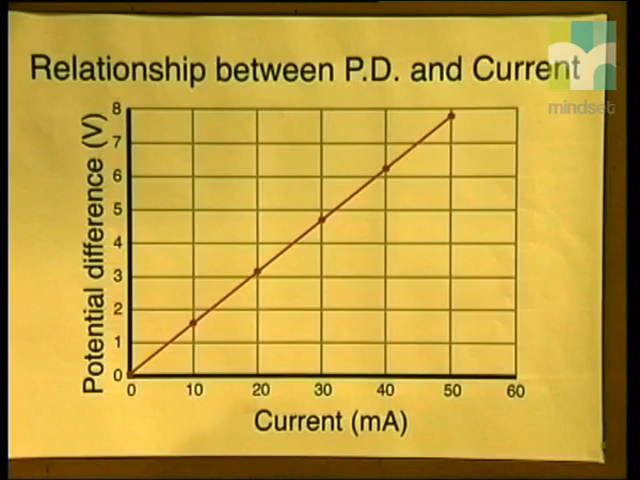 Relationship between P.D. and Current
mindset
Potential difference (V)
8
7
6
5
4
3
2
1
0
0 10 20 30 40 50 60
Current (mA)